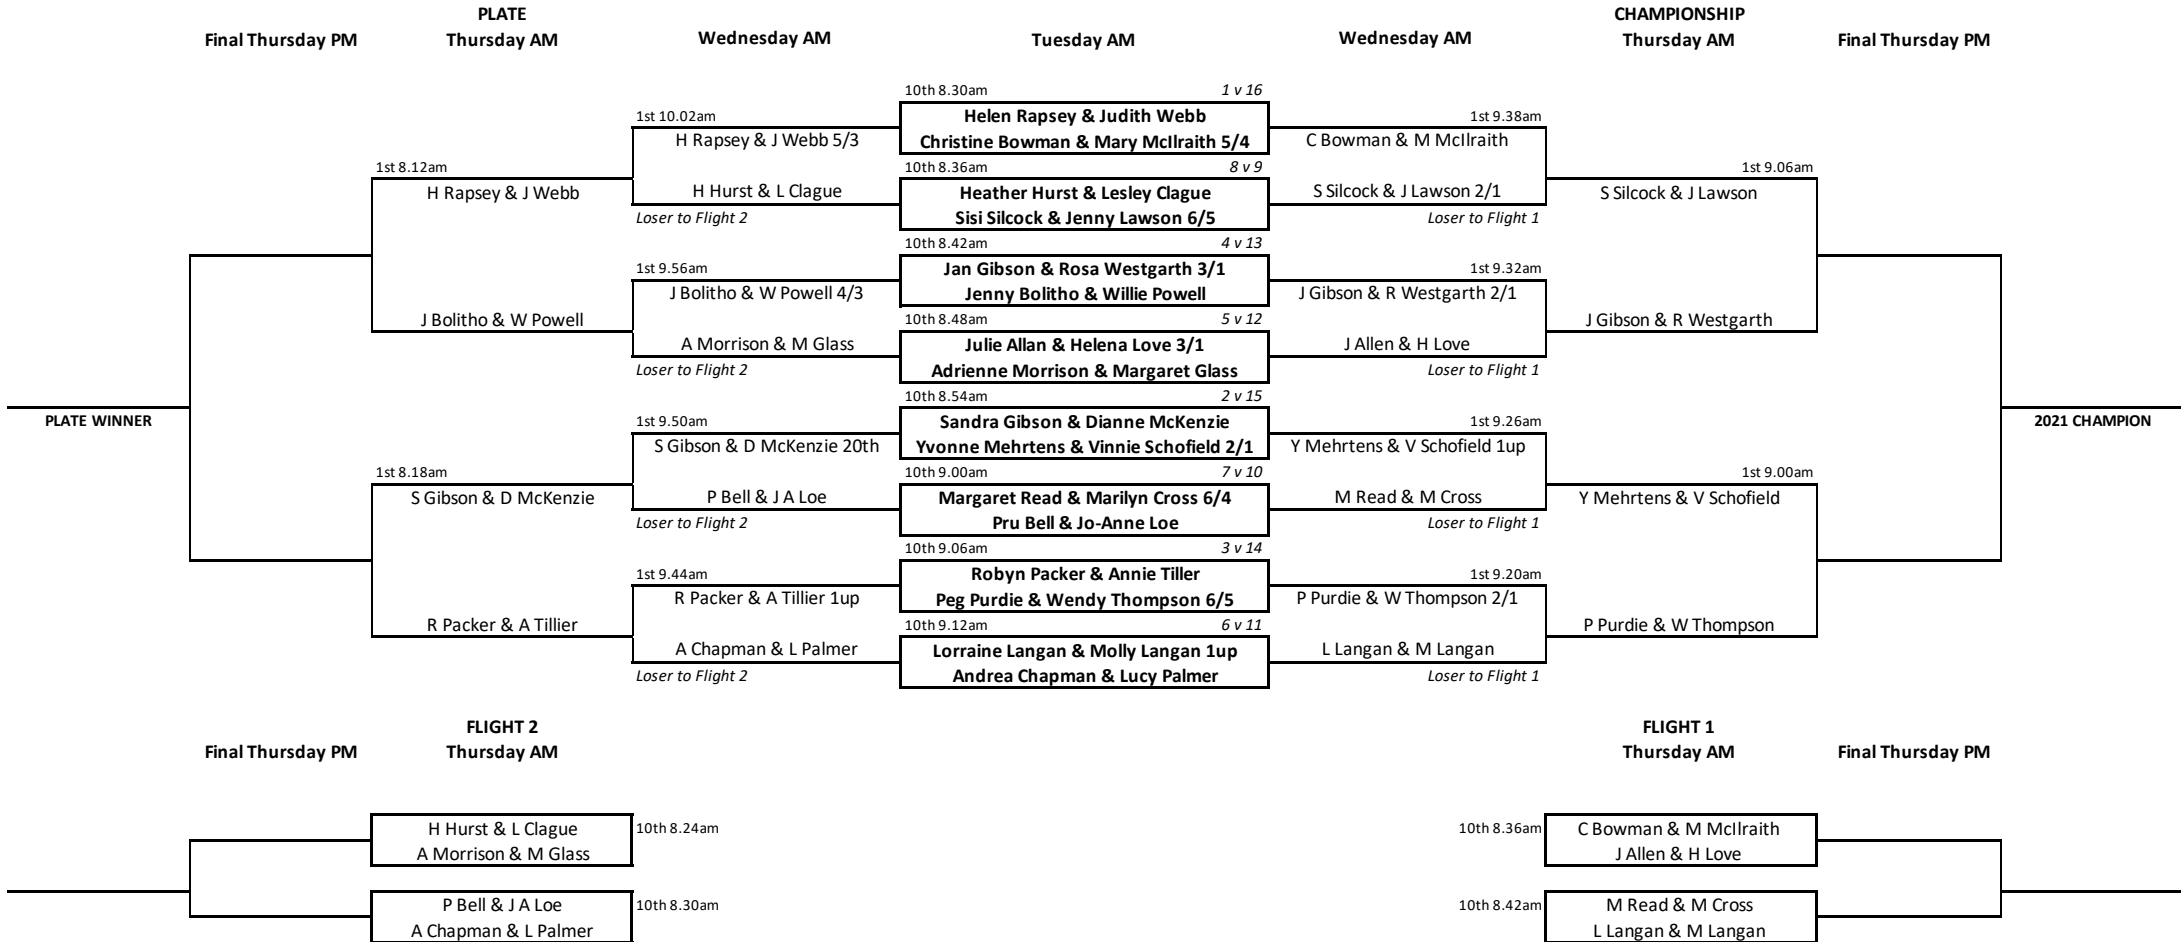 PLATE
CHAMPIONSHIP
Final Thursday PM
Thursday AM
Wednesday AM
Tuesday AM
Wednesday AM
Thursday AM
Final Thursday PM
10th 8.30am
1 v 16
1st 10.02am
Helen Rapsey & Judith Webb
1st 9.38am
H Rapsey & J Webb 5/3
Christine Bowman & Mary McIlraith 5/4
C Bowman & M McIlraith
1st 8.12am
10th 8.36am
8 v 9
1st 9.06am
H Rapsey & J Webb
H Hurst & L Clague
Heather Hurst & Lesley Clague
S Silcock & J Lawson 2/1
S Silcock & J Lawson
Loser to Flight 2
Sisi Silcock & Jenny Lawson 6/5
Loser to Flight 1
10th 8.42am
4 v 13
1st 9.56am
Jan Gibson & Rosa Westgarth 3/1
1st 9.32am
J Bolitho & W Powell 4/3
Jenny Bolitho & Willie Powell
J Gibson & R Westgarth 2/1
J Bolitho & W Powell
10th 8.48am
5 v 12
J Gibson & R Westgarth
A Morrison & M Glass
Julie Allan & Helena Love 3/1
J Allen & H Love
Loser to Flight 2
Adrienne Morrison & Margaret Glass
Loser to Flight 1
10th 8.54am
2 v 15
PLATE WINNER
1st 9.50am
Sandra Gibson & Dianne McKenzie
1st 9.26am
2021 CHAMPION
S Gibson & D McKenzie 20th
Yvonne Mehrtens & Vinnie Schofield 2/1
Y Mehrtens & V Schofield 1up
1st 8.18am
10th 9.00am
7 v 10
1st 9.00am
S Gibson & D McKenzie
P Bell & J A Loe
Margaret Read & Marilyn Cross 6/4
M Read & M Cross
Y Mehrtens & V Schofield
Loser to Flight 2
Pru Bell & Jo-Anne Loe
Loser to Flight 1
10th 9.06am
3 v 14
1st 9.44am
Robyn Packer & Annie Tiller
1st 9.20am
R Packer & A Tillier 1up
Peg Purdie & Wendy Thompson 6/5
P Purdie & W Thompson 2/1
R Packer & A Tillier
10th 9.12am
6 v 11
P Purdie & W Thompson
A Chapman & L Palmer
Lorraine Langan & Molly Langan 1up
L Langan & M Langan
Loser to Flight 2
Andrea Chapman & Lucy Palmer
Loser to Flight 1
FLIGHT 2
FLIGHT 1
Final Thursday PM
Thursday AM
Thursday AM
Final Thursday PM
H Hurst & L Clague
10th 8.24am
10th 8.36am
C Bowman & M McIlraith
A Morrison & M Glass
J Allen & H Love
P Bell & J A Loe
10th 8.30am
10th 8.42am
M Read & M Cross
A Chapman & L Palmer
L Langan & M Langan